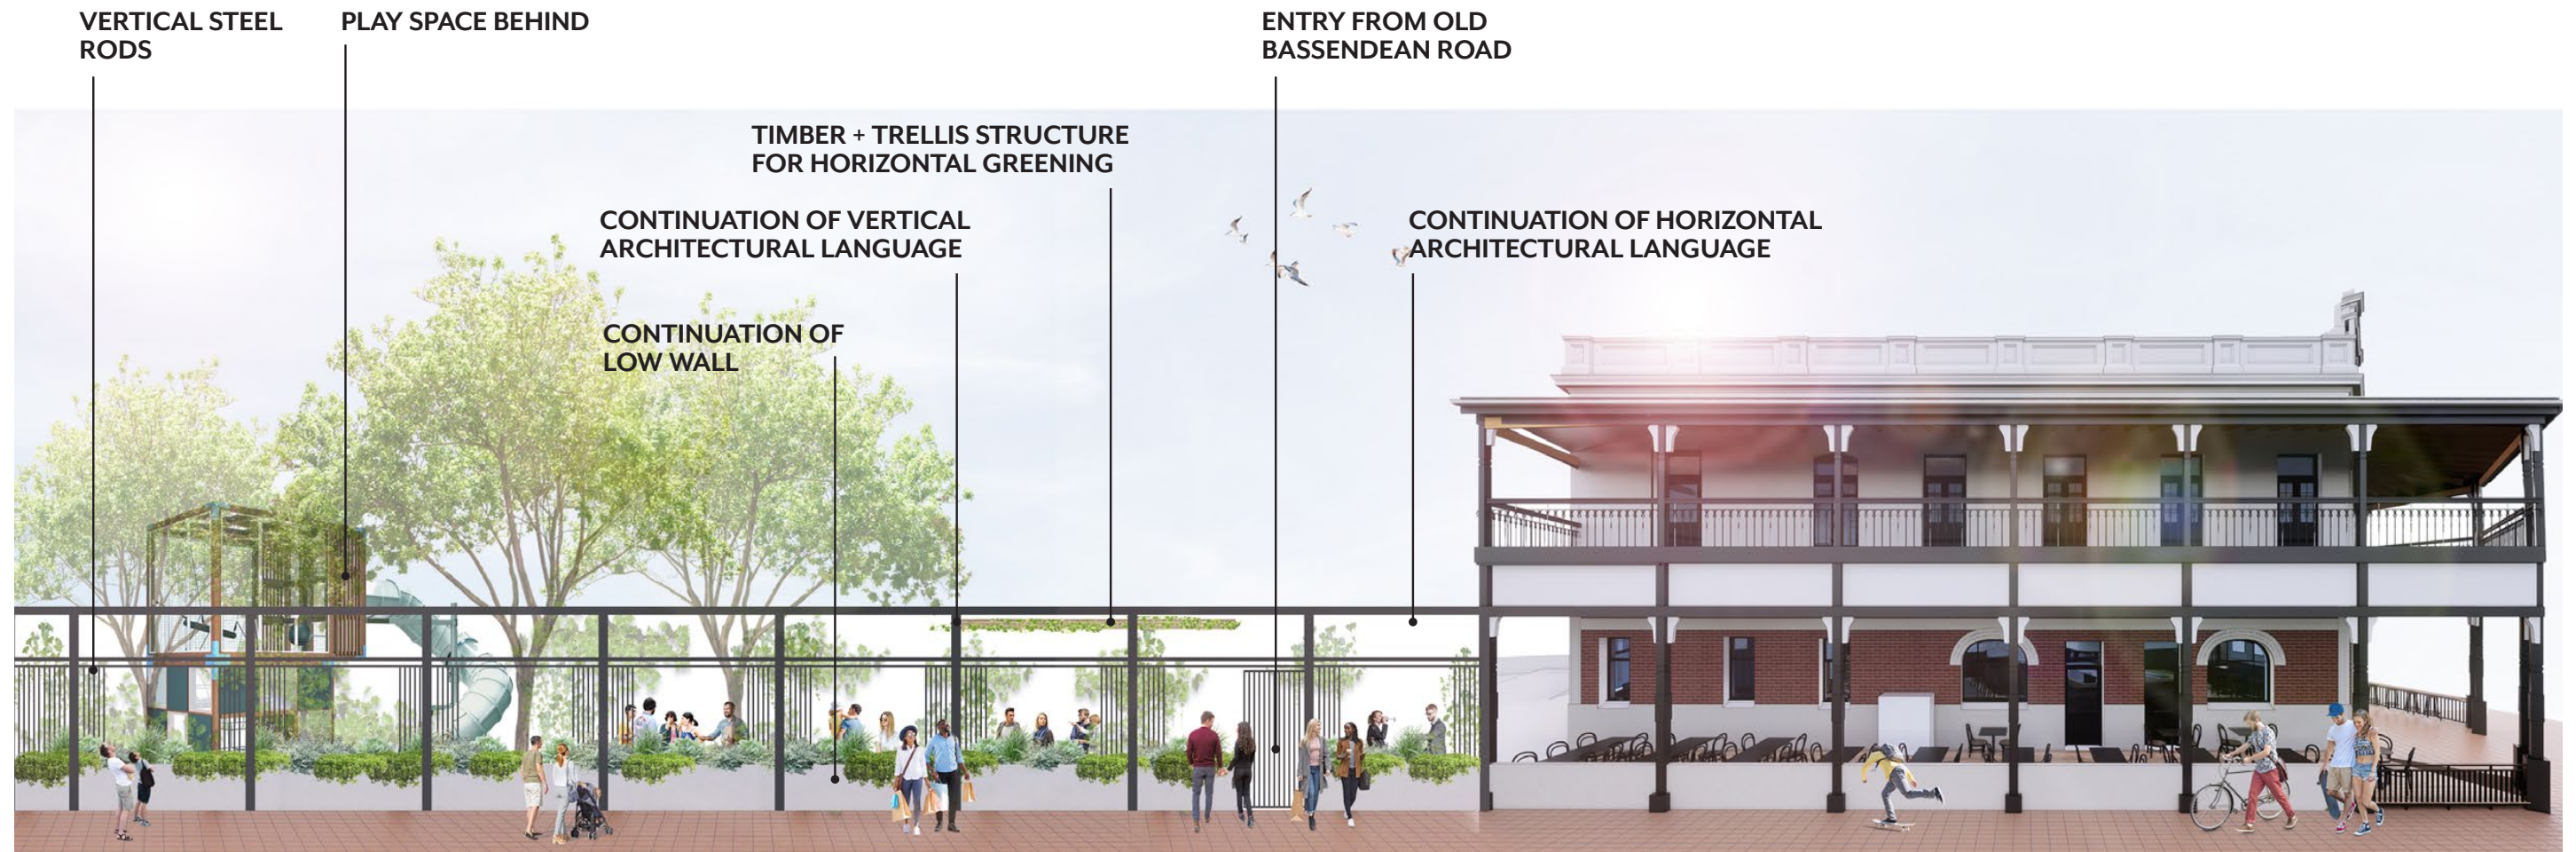 VERTICAL STEEL
RODS
PLAY SPACE BEHIND
ENTRY FROM OLD
BASSENDEAN ROAD
TIMBER + TRELLIS STRUCTURE
FOR HORIZONTAL GREENING
CONTINUATION OF VERTICAL
ARCHITECTURAL LANGUAGE
CONTINUATION OF HORIZONTAL
ARCHITECTURAL LANGUAGE
CONTINUATION OF
LOW WALL